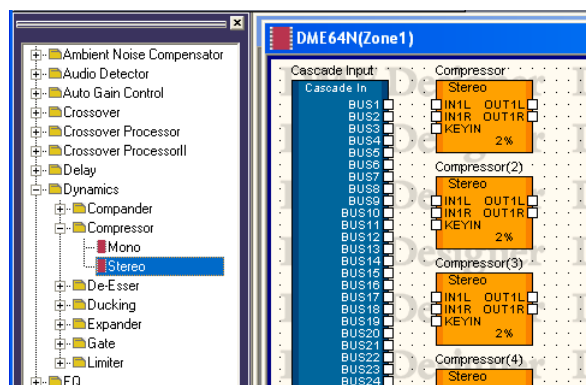 Ambient Noise Compensator
Audio Detector
Auto Gain Control
Crossover
Crossover Processor
Crossover ProcessorII
Delay
Dynamics
Compander
Compressor
Mono
Stereo
De-Esser
Ducking
Expander
Gate
Limiter
EQ
DME64N(Zone1)
Cascade Input
Cascade In
BUS1
BUS2
BUS3
BUS4
BUS5
BUS6
BUS7
BUS8
BUS9
BUS10
BUS11
BUS12
BUS13
BUS14
BUS15
BUS16
BUS17
BUS18
BUS19
BUS20
BUS21
BUS22
BUS23
BUS24
Compressor
Stereo
IN1L OUT1L
IN1R OUT1R
KEYIN
2%
Compressor(2)
Stereo
IN1L OUT1L
IN1R OUT1R
KEYIN
2%
Compressor(3)
Stereo
IN1L OUT1L
IN1R OUT1R
KEYIN
2%
Compressor(4)
Stereo
Designer